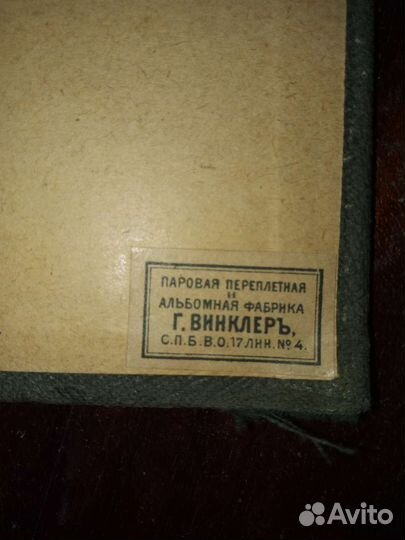 ПАРОВАЯ ПЕРЕПЛЕТНАЯ
и
АЛЬБОМНАЯ ФАБРИКА
Г. ВИНКЛЕРЪ,
С.П.Б. В.О. 17 ЛИН. № 4.
Avito